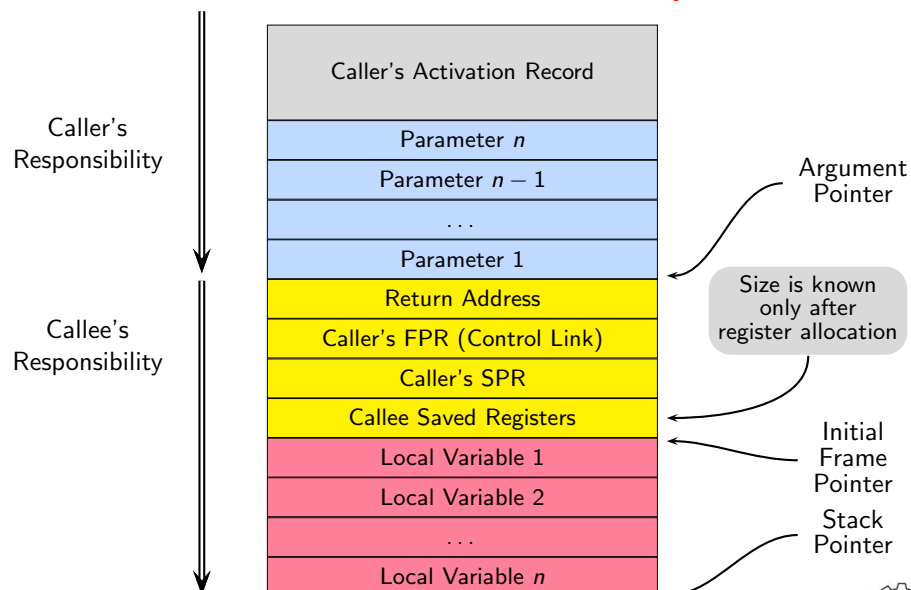 Caller's Activation Record
Caller's
Responsibility
Parameter n
Parameter n − 1
. . .
Parameter 1
Argument
Pointer
Return Address
Caller's FPR (Control Link)
Caller's SPR
Callee Saved Registers
Callee's
Responsibility
Size is known
only after
register allocation
Local Variable 1
Local Variable 2
. . .
Local Variable n
Initial
Frame
Pointer
Stack
Pointer